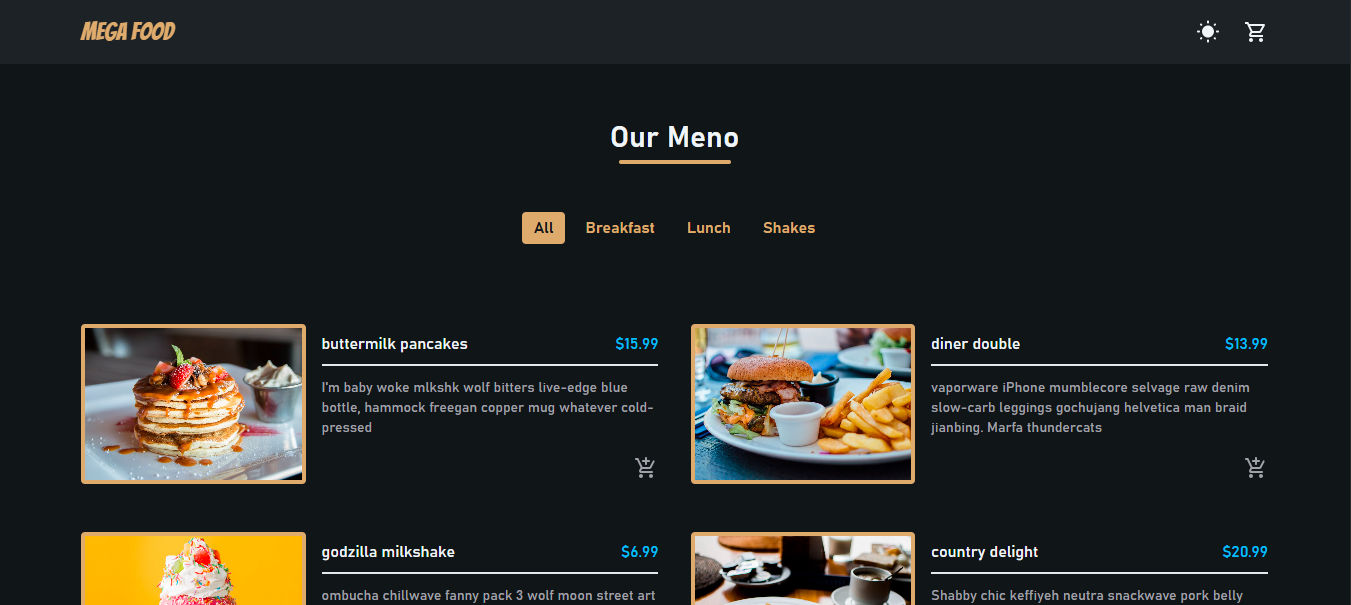 MEGA FOOD
Our Meno
All Breakfast Lunch Shakes
buttermilk pancakes $15.99
I'm baby woke mlkshk wolf bitters live-edge blue
bottle, hammock freegan copper mug whatever cold-
pressed
diner double $13.99
vaporware iPhone mumblecore selvage raw denim
slow-carb leggings gochujang helvetica man braid
jianbing. Marfa thundercats
godzilla milkshake $6.99
ombucha chillwave fanny pack 3 wolf moon street art
country delight $20.99
Shabby chic keffiyeh neutra snackwave pork belly